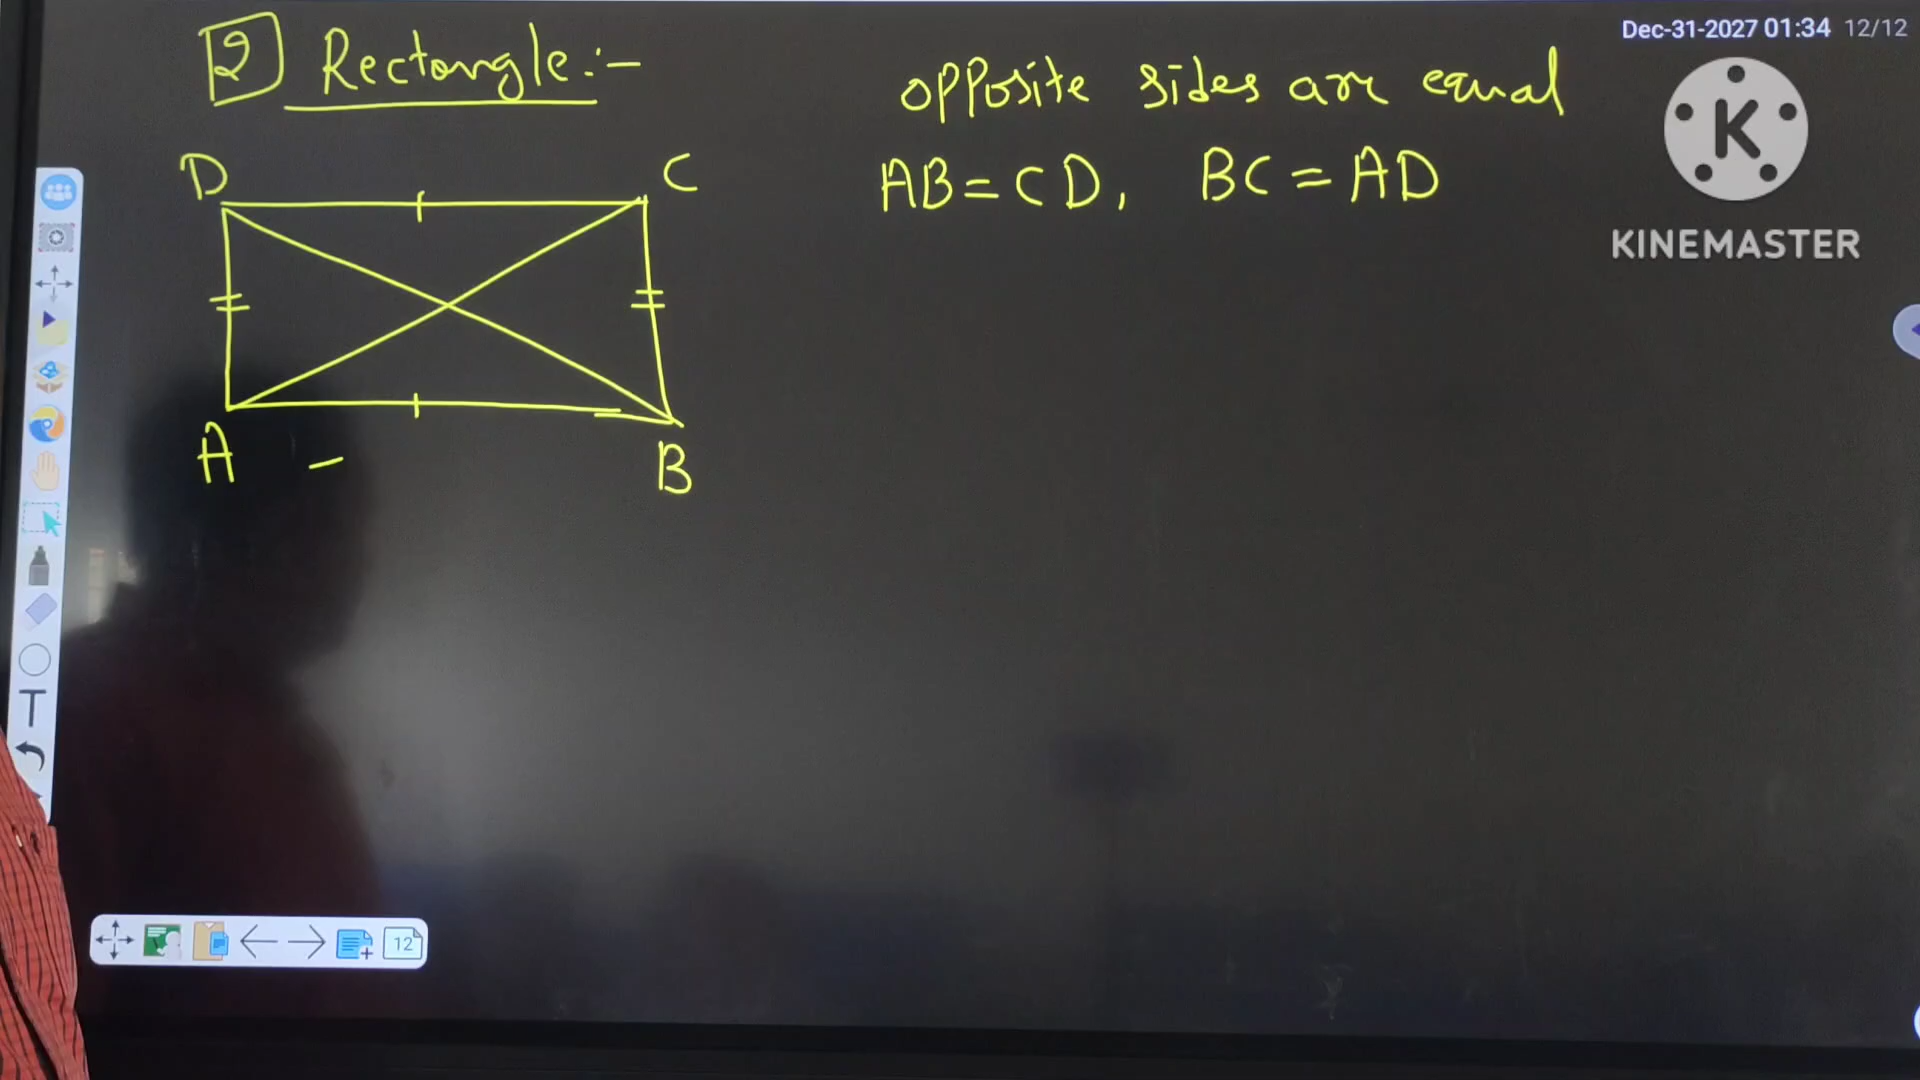 2 Rectangle :-
Dec-31-2027 01:34 12/12
opposite sides are equal
AB = CD, BC = AD
K
KINEMASTER
D C
A - B
T
12